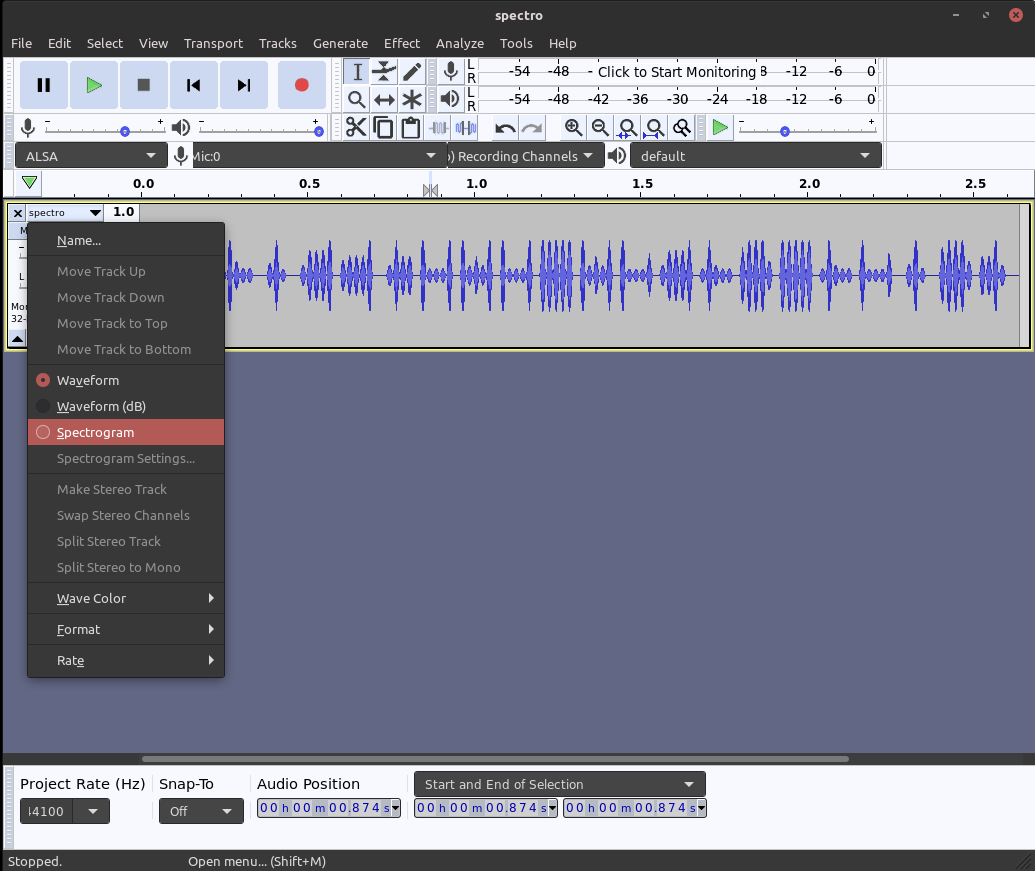 spectro
File Edit Select View Transport Tracks Generate Effect Analyze Tools Help
L
R
-54 -48 - Click to Start Monitoring -12 -6 0
L
R
-54 -48 -42 -36 -30 -24 -18 -12 -6 0
- + - + - +
ALSA Mic:0 ) Recording Channels default
0.0 0.5 1.0 1.5 2.0 2.5
spectro 1.0
M
L
Mon
32-
Name...
Move Track Up
Move Track Down
Move Track to Top
Move Track to Bottom
Waveform
Waveform (dB)
Spectrogram
Spectrogram Settings...
Make Stereo Track
Swap Stereo Channels
Split Stereo Track
Split Stereo to Mono
Wave Color
Format
Rate
Project Rate (Hz) Snap-To Audio Position Start and End of Selection
44100 Off 00 h 00 m 00.874 s 00 h 00 m 00.874 s 00 h 00 m 00.874 s
Stopped. Open menu... (Shift+M)